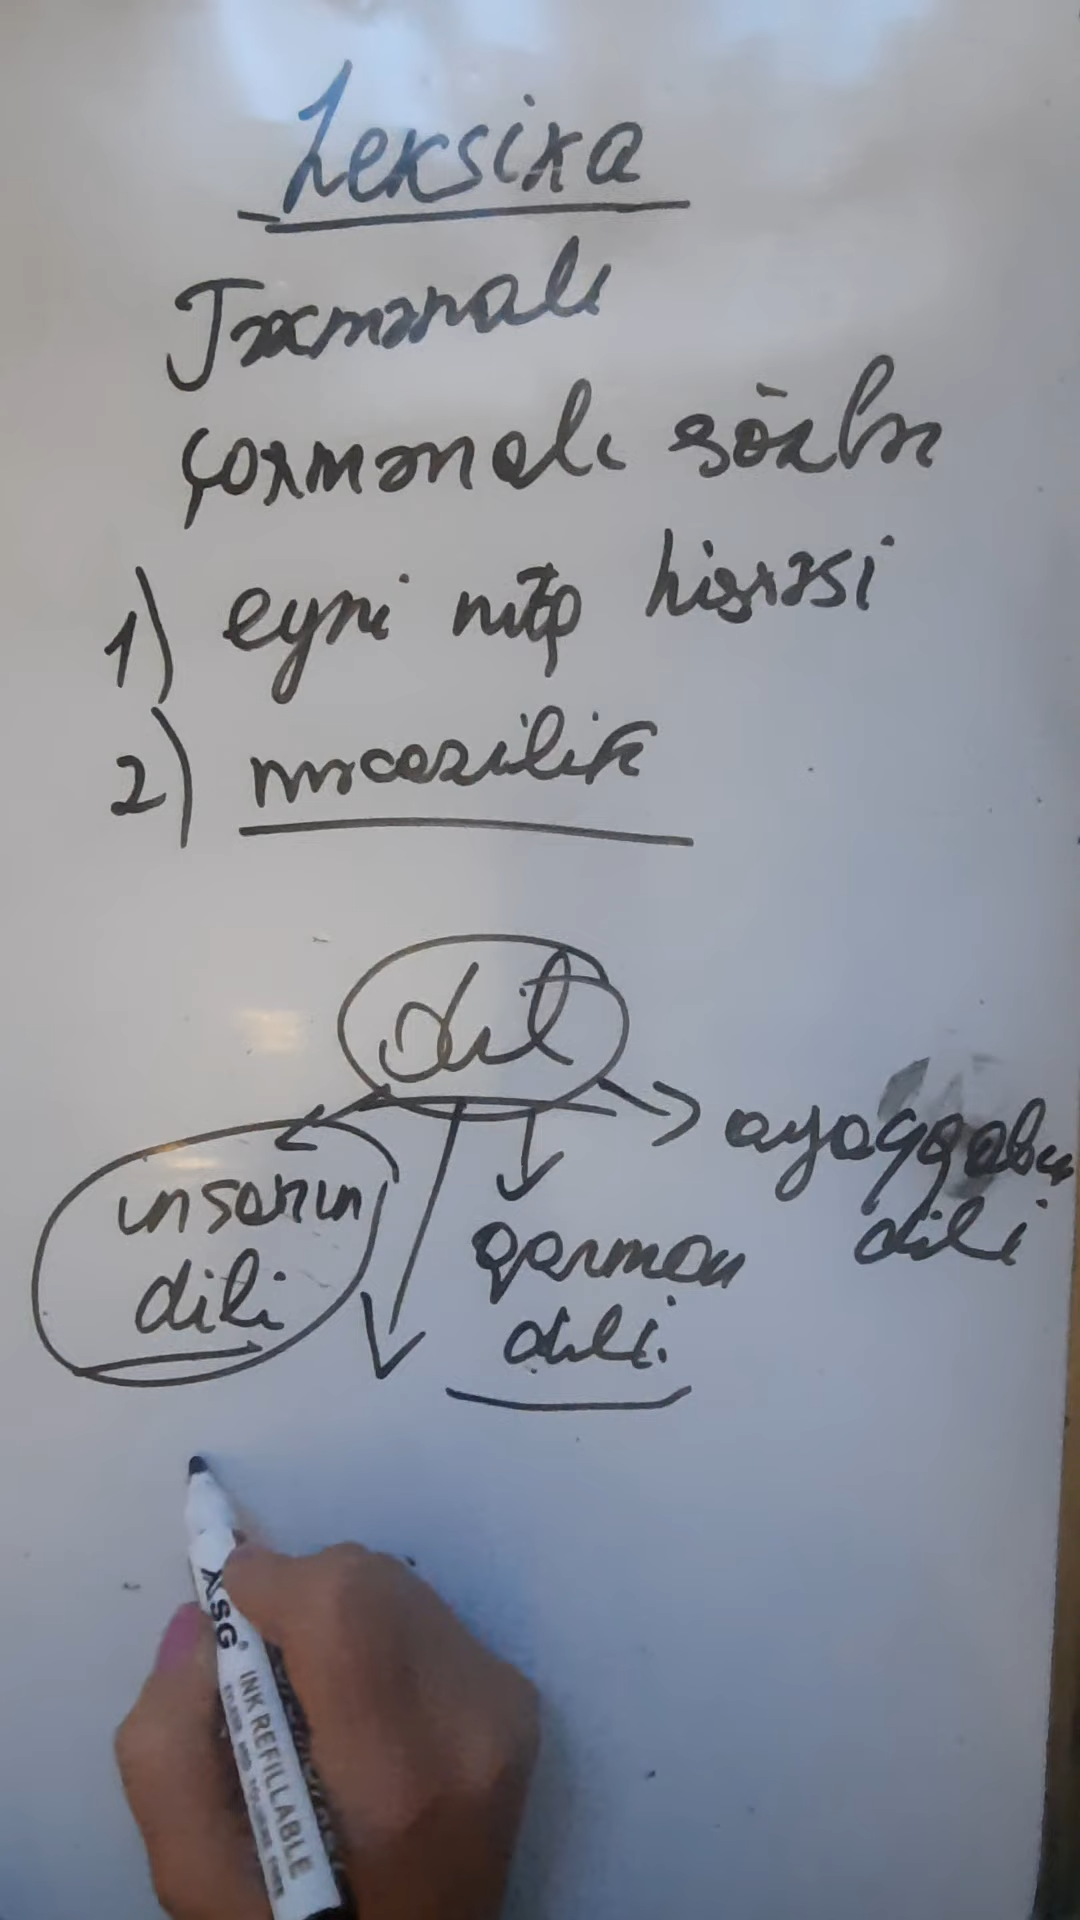 Leksika
Təkmənalı
çoxmənalı sözlər
1) eyni nitq hissəsi
2) məcazilik
dil
insanın
dili
qarmon
dili.
ayaqqabı
dili
XSG® INK REFILLABLE